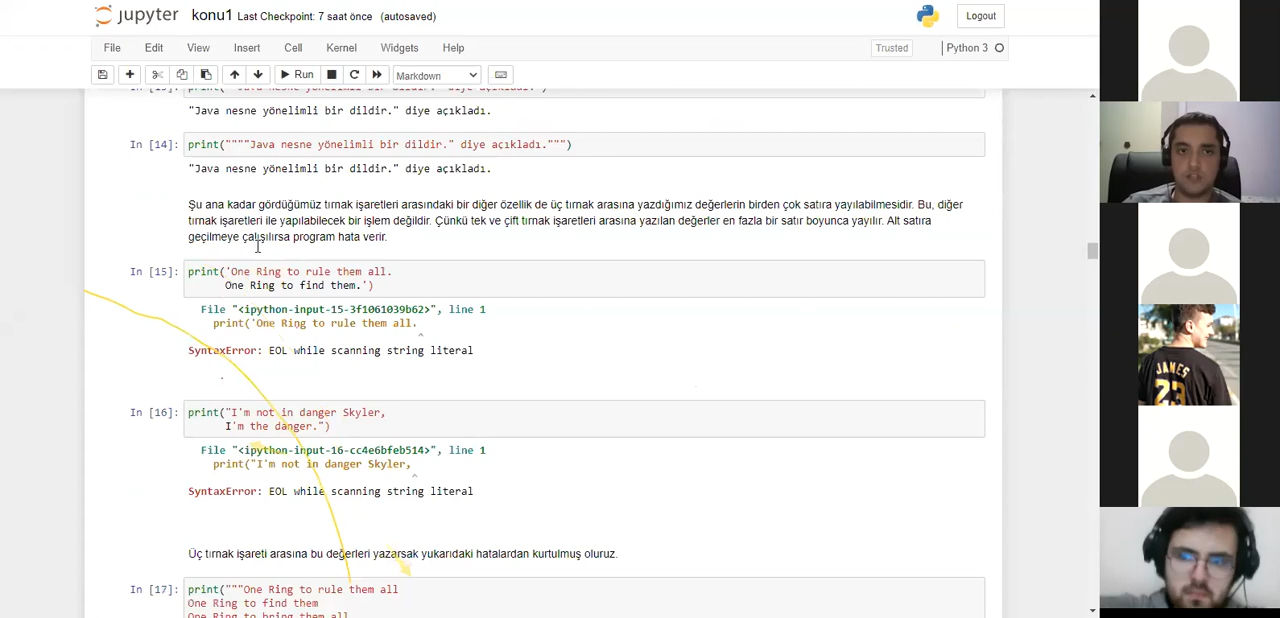 jupyter konu1 Last Checkpoint: 7 saat önce (autosaved)
Logout
File Edit View Insert Cell Kernel Widgets Help
Trusted
Python 3
Run
Markdown
"Java nesne yönelimli bir dildir." diye açıkladı.
In [14]: print(""""Java nesne yönelimli bir dildir." diye açıkladı.""")
"Java nesne yönelimli bir dildir." diye açıkladı.
Şu ana kadar gördüğümüz tırnak işaretleri arasındaki bir diğer özellik de üç tırnak arasına yazdığımız değerlerin birden çok satıra yayılabilmesidir. Bu, diğer
tırnak işaretleri ile yapılabilecek bir işlem değildir. Çünkü tek ve çift tırnak işaretleri arasına yazılan değerler en fazla bir satır boyunca yayılır. Alt satıra
geçilmeye çalışılırsa program hata verir.
In [15]: print('One Ring to rule them all.
One Ring to find them.')
File "<ipython-input-15-3f1061039b62>", line 1
print('One Ring to rule them all.
^
SyntaxError: EOL while scanning string literal
In [16]: print("I'm not in danger Skyler,
I'm the danger.")
File "<ipython-input-16-cc4e6bfeb514>", line 1
print("I'm not in danger Skyler,
^
SyntaxError: EOL while scanning string literal
Üç tırnak işareti arasına bu değerleri yazarsak yukarıdaki hatalardan kurtulmuş oluruz.
In [17]: print("""One Ring to rule them all
One Ring to find them
One Ring to bring them all
JAMES
23